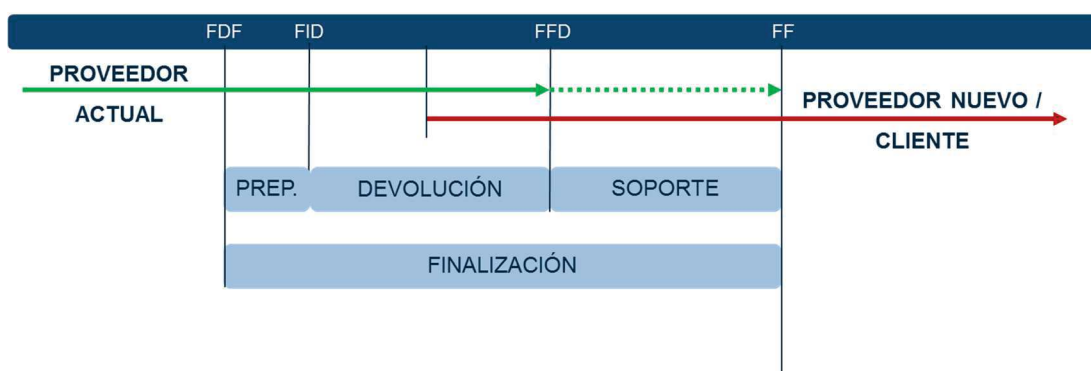 FDF FID FFD FF
PROVEEDOR
ACTUAL
PROVEEDOR NUEVO /
CLIENTE
PREP. DEVOLUCIÓN SOPORTE
FINALIZACIÓN